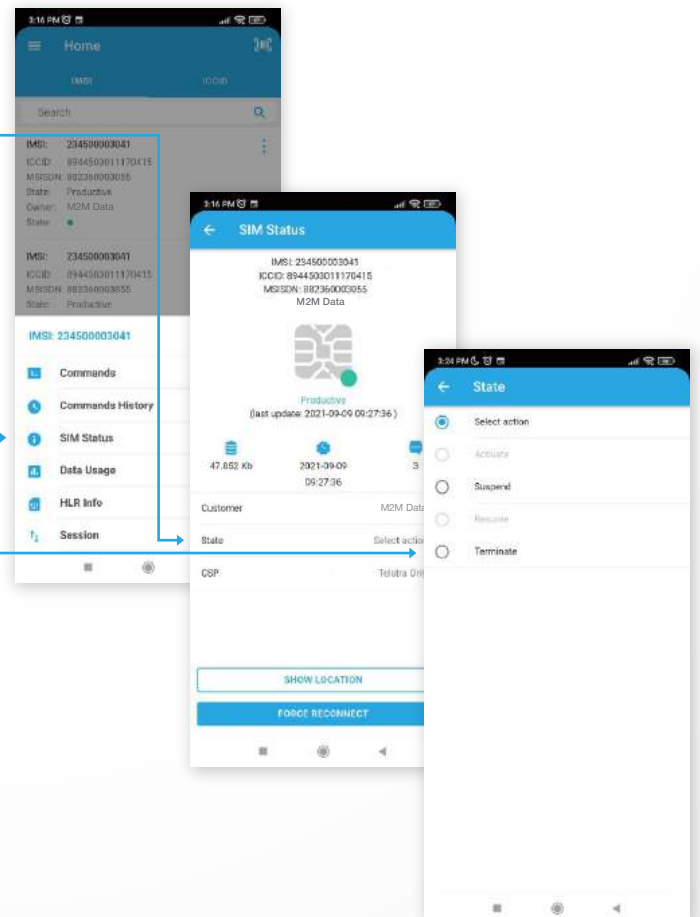 3:16 PM
Home
IMSI ICCID
Search
IMSI: 234500003041
ICCID: 8944503011170415
MSISDN: 882360003055
State: Productive
Owner: M2M Data
State:
IMSI: 234500003041
ICCID: 8944503011170415
MSISDN: 882360003055
State: Productive
IMSI: 234500003041
Commands
Commands History
SIM Status
Data Usage
HLR Info
Session
3:16 PM
SIM Status
IMSI: 234500003041
ICCID: 8944503011170415
MSISDN: 882360003055
M2M Data
Productive
(last update: 2021-09-09 09:27:36 )
47.852 Kb 2021-09-09 3
09:27:36
Customer M2M Data
State Select action
CSP
SHOW LOCATION
FORCE RECONNECT
3:24 PM
State
Select action
Activate
Suspend
Resume
Terminate